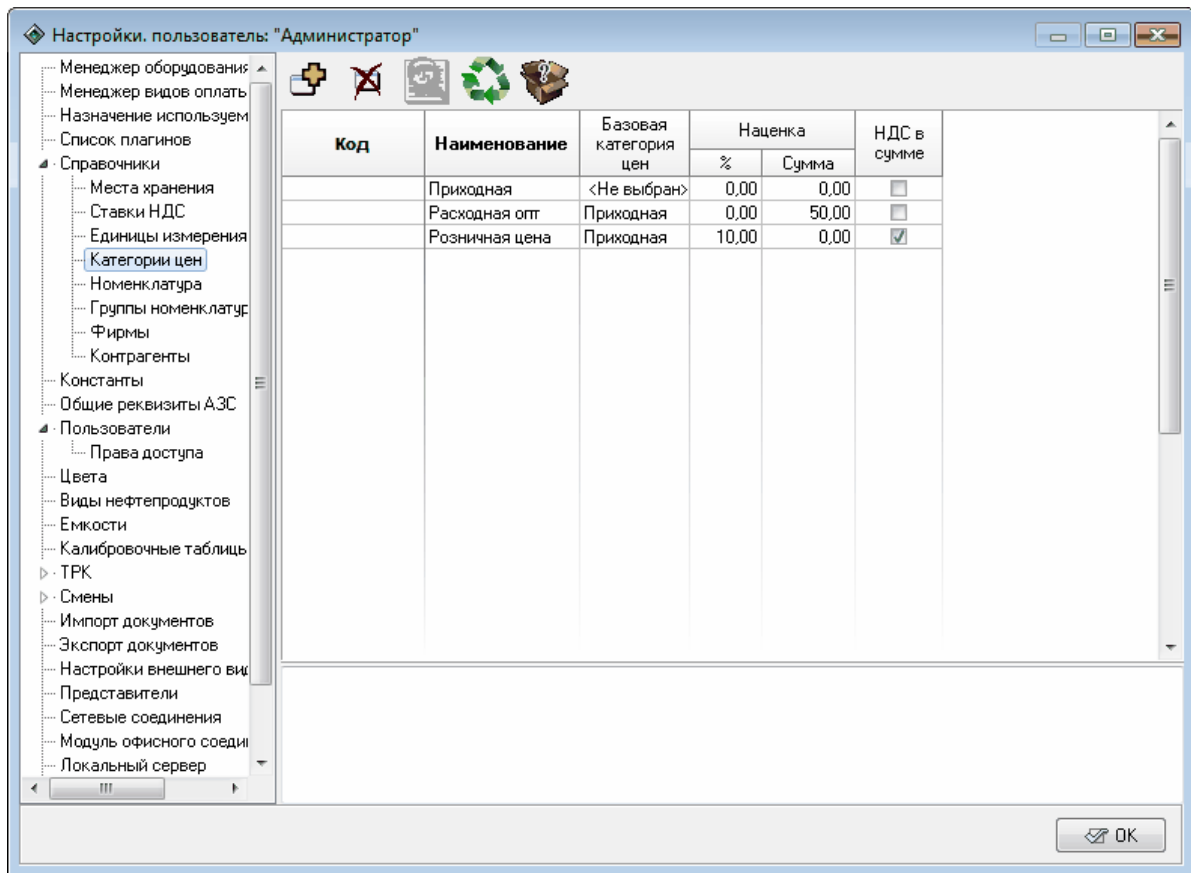 Настройки. пользователь: "Администратор"
Менеджер оборудования
Менеджер видов оплать
Назначение используем
Список плагинов
Справочники
Места хранения
Ставки НДС
Единицы измерения
Категории цен
Номенклатура
Группы номенклатур
Фирмы
Контрагенты
Константы
Общие реквизиты АЗС
Пользователи
Права доступа
Цвета
Виды нефтепродуктов
Емкости
Калибровочные таблиць
ТРК
Смены
Импорт документов
Экспорт документов
Настройки внешнего вид
Представители
Сетевые соединения
Модуль офисного соеди
Локальный сервер
Код Наименование Базовая категория цен Наценка НДС в сумме
% Сумма
Приходная <Не выбран> 0,00 0,00
Расходная опт Приходная 0,00 50,00
Розничная цена Приходная 10,00 0,00
OK